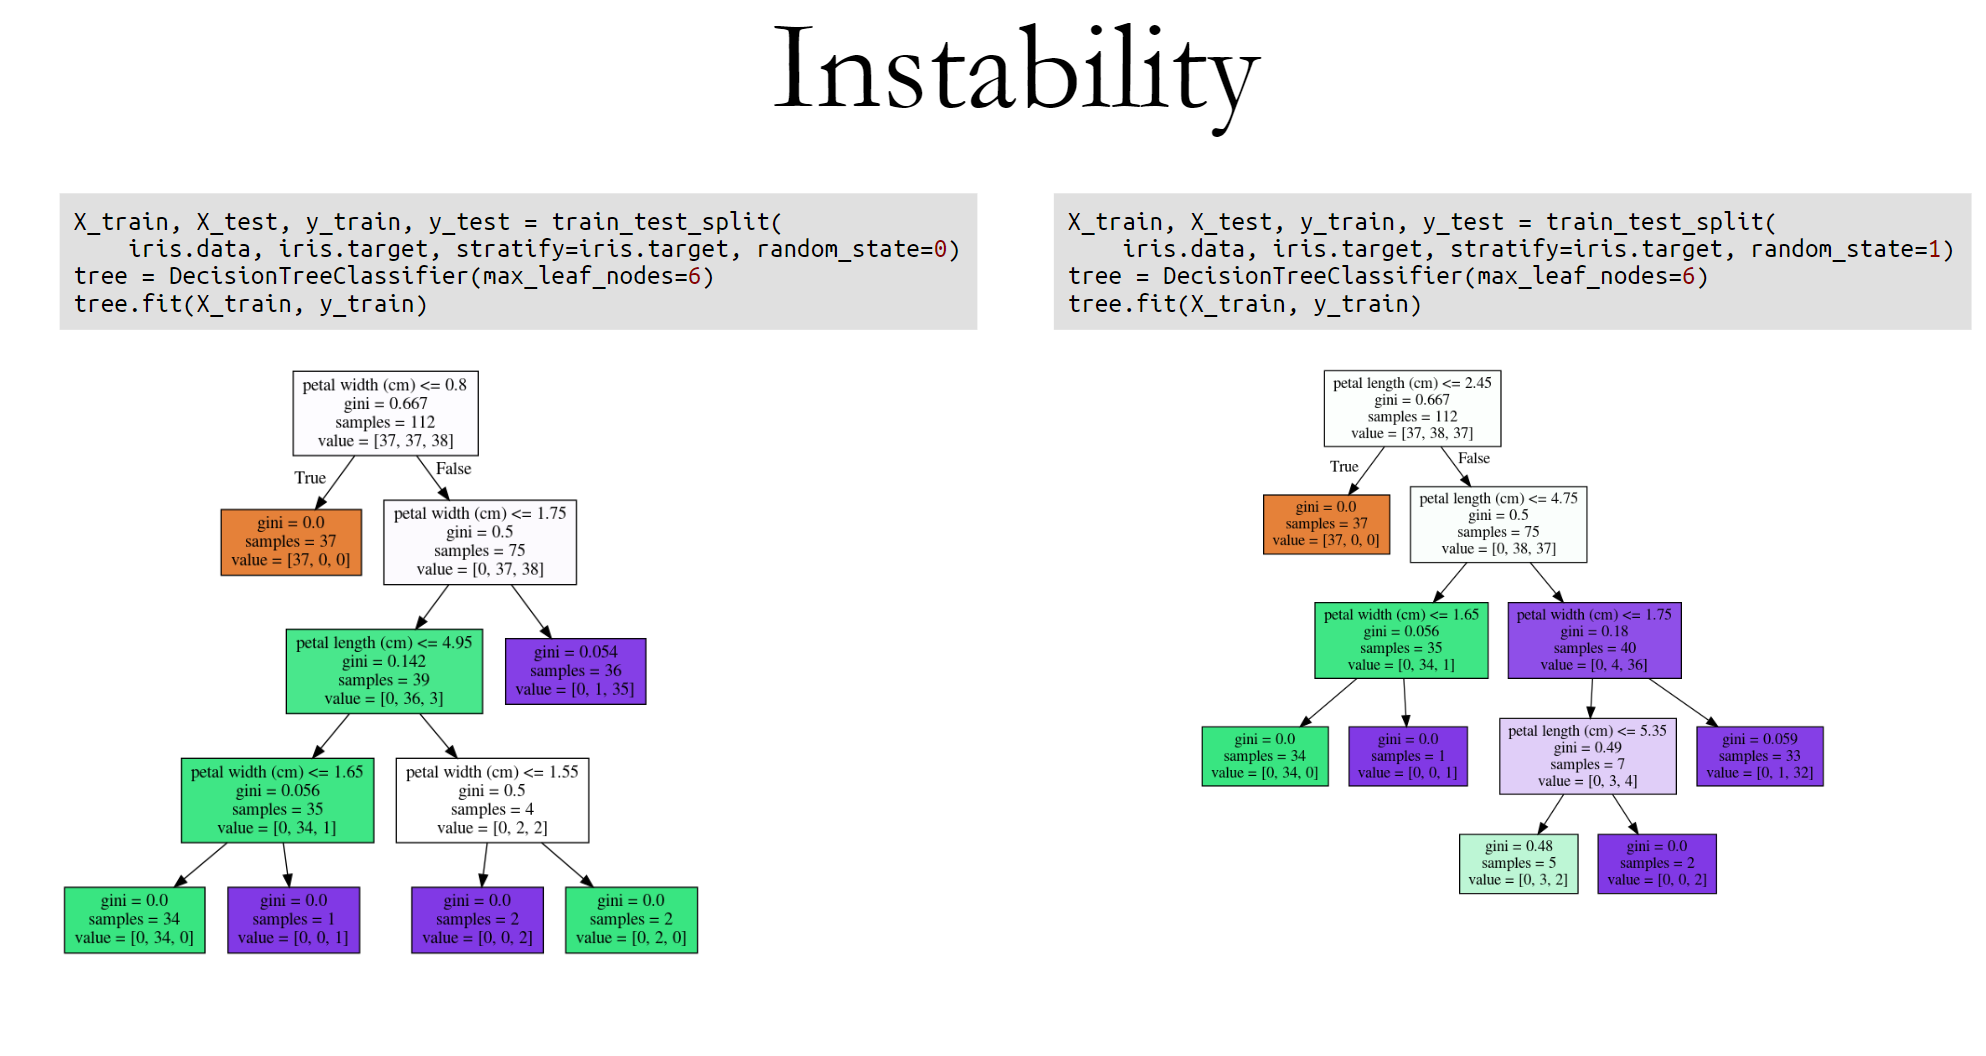 Instability
X_train, X_test, y_train, y_test = train_test_split(
iris.data, iris.target, stratify=iris.target, random_state=0)
tree = DecisionTreeClassifier(max_leaf_nodes=6)
tree.fit(X_train, y_train)
petal width (cm) <= 0.8
gini = 0.667
samples = 112
value = [37, 37, 38]
True
False
gini = 0.0
samples = 37
value = [37, 0, 0]
petal width (cm) <= 1.75
gini = 0.5
samples = 75
value = [0, 37, 38]
petal length (cm) <= 4.95
gini = 0.142
samples = 39
value = [0, 36, 3]
gini = 0.054
samples = 36
value = [0, 1, 35]
petal width (cm) <= 1.65
gini = 0.056
samples = 35
value = [0, 34, 1]
petal width (cm) <= 1.55
gini = 0.5
samples = 4
value = [0, 2, 2]
gini = 0.0
samples = 34
value = [0, 34, 0]
gini = 0.0
samples = 1
value = [0, 0, 1]
gini = 0.0
samples = 2
value = [0, 0, 2]
gini = 0.0
samples = 2
value = [0, 2, 0]
X_train, X_test, y_train, y_test = train_test_split(
iris.data, iris.target, stratify=iris.target, random_state=1)
tree = DecisionTreeClassifier(max_leaf_nodes=6)
tree.fit(X_train, y_train)
petal length (cm) <= 2.45
gini = 0.667
samples = 112
value = [37, 38, 37]
True
False
gini = 0.0
samples = 37
value = [37, 0, 0]
petal length (cm) <= 4.75
gini = 0.5
samples = 75
value = [0, 38, 37]
petal width (cm) <= 1.65
gini = 0.056
samples = 35
value = [0, 34, 1]
petal width (cm) <= 1.75
gini = 0.18
samples = 40
value = [0, 4, 36]
gini = 0.0
samples = 34
value = [0, 34, 0]
gini = 0.0
samples = 1
value = [0, 0, 1]
petal length (cm) <= 5.35
gini = 0.49
samples = 7
value = [0, 3, 4]
gini = 0.059
samples = 33
value = [0, 1, 32]
gini = 0.48
samples = 5
value = [0, 3, 2]
gini = 0.0
samples = 2
value = [0, 0, 2]